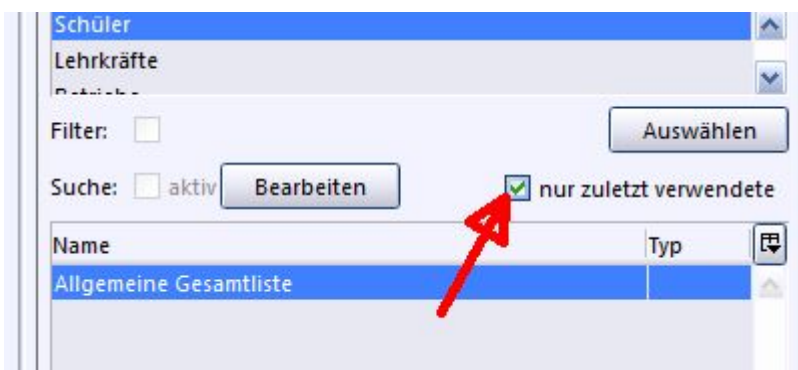 Schüler
Lehrkräfte
Filter:
Auswählen
Suche: aktiv Bearbeiten nur zuletzt verwendete
Name Typ
Allgemeine Gesamtliste